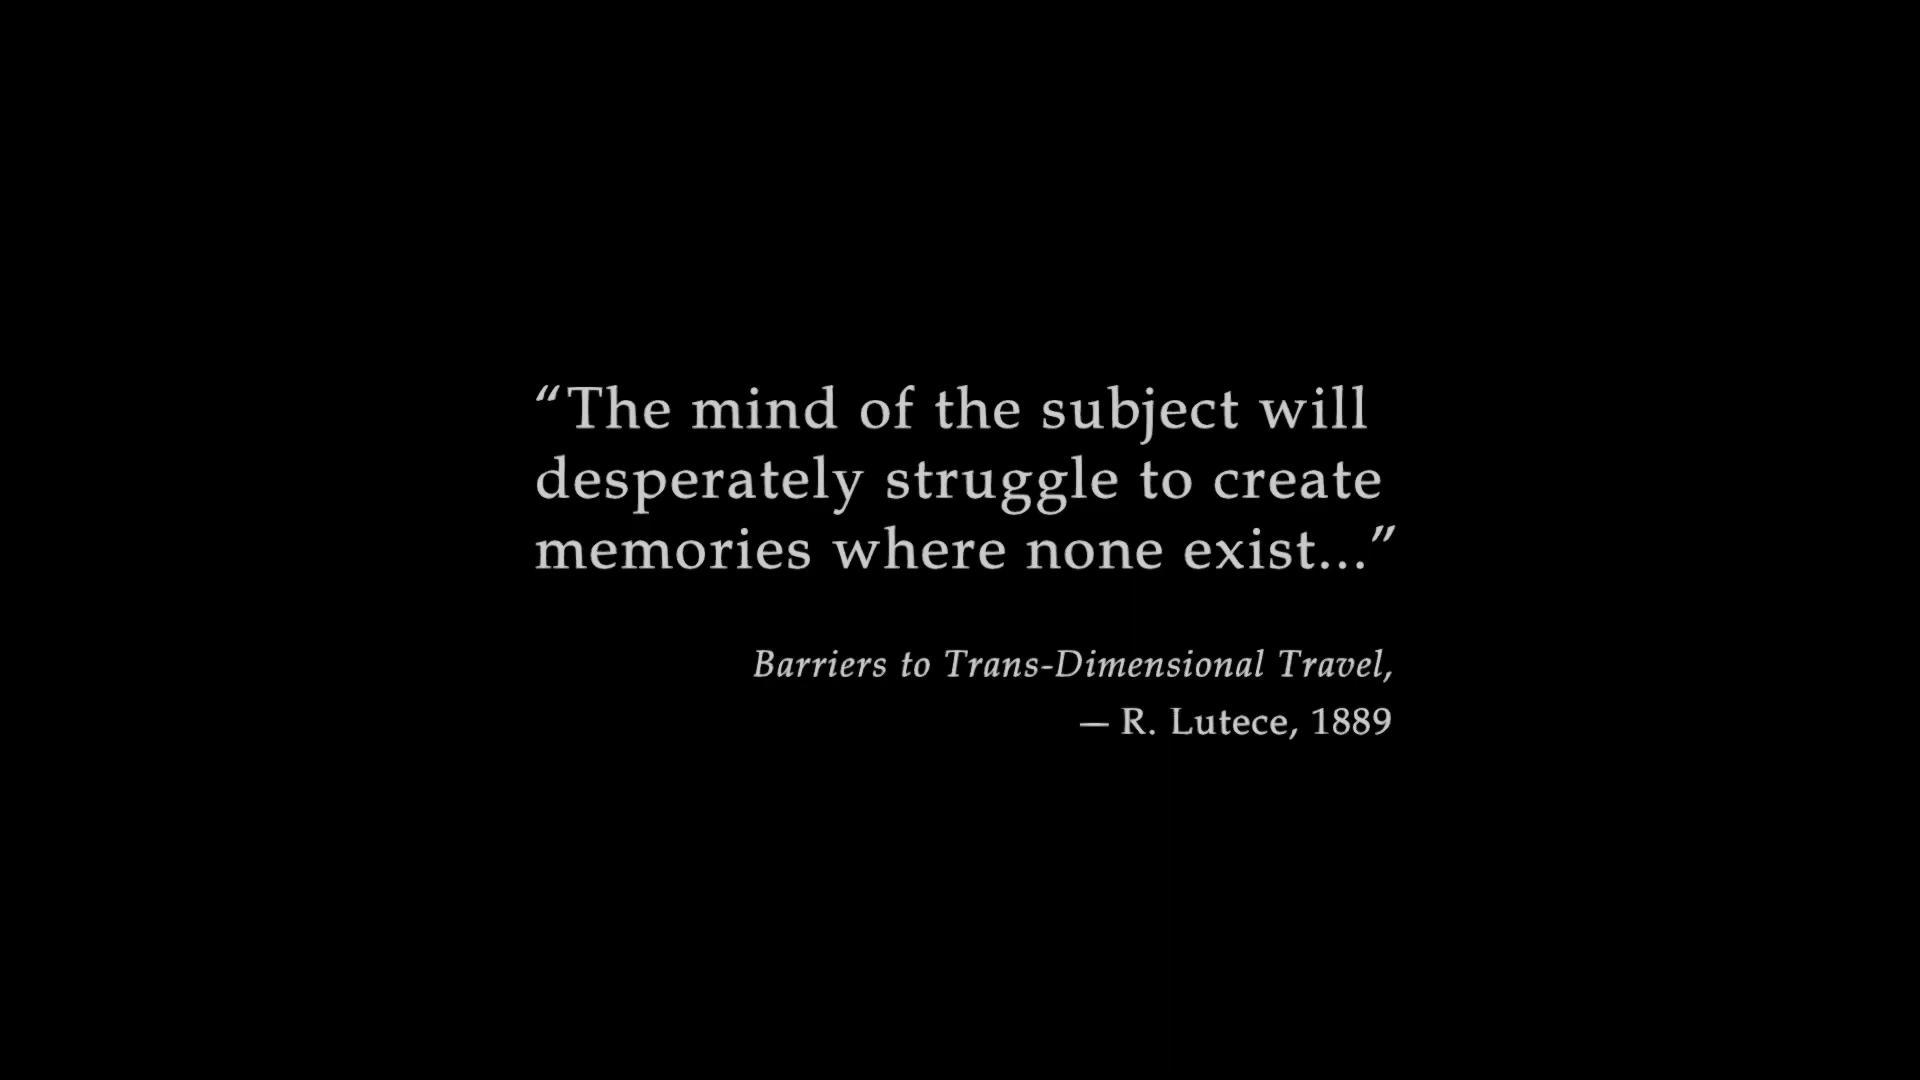 “The mind of the subject will
desperately struggle to create
memories where none exist...”
Barriers to Trans-Dimensional Travel,
— R. Lutece, 1889